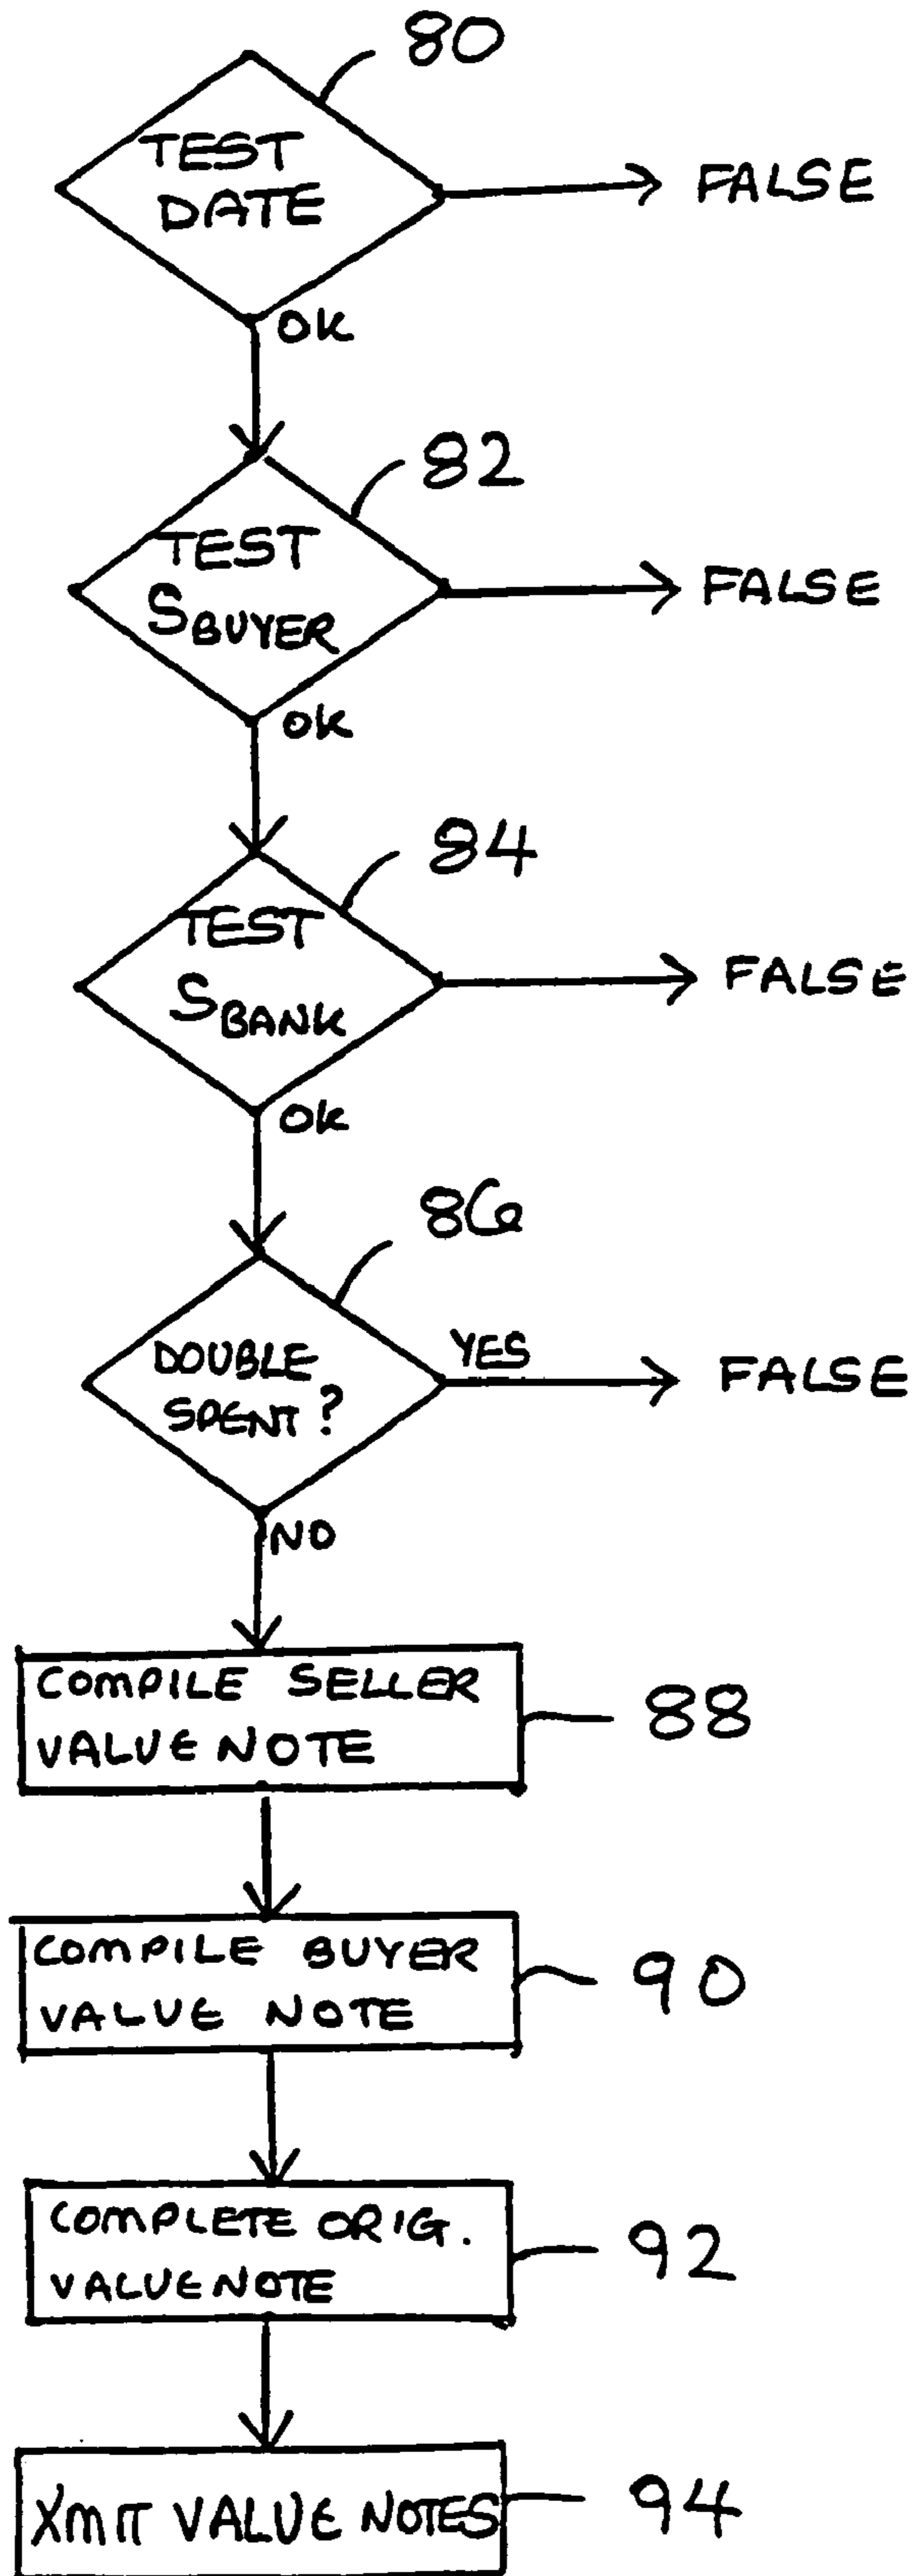 80
TEST
DATE
FALSE
OK
82
TEST
SBUYER
FALSE
OK
84
TEST
SBANK
FALSE
OK
86
DOUBLE
SPENT?
YES
FALSE
NO
COMPILE SELLER
VALUE NOTE
88
COMPILE BUYER
VALUE NOTE
90
COMPLETE ORIG.
VALUE NOTE
92
XMIT VALUE NOTES
94